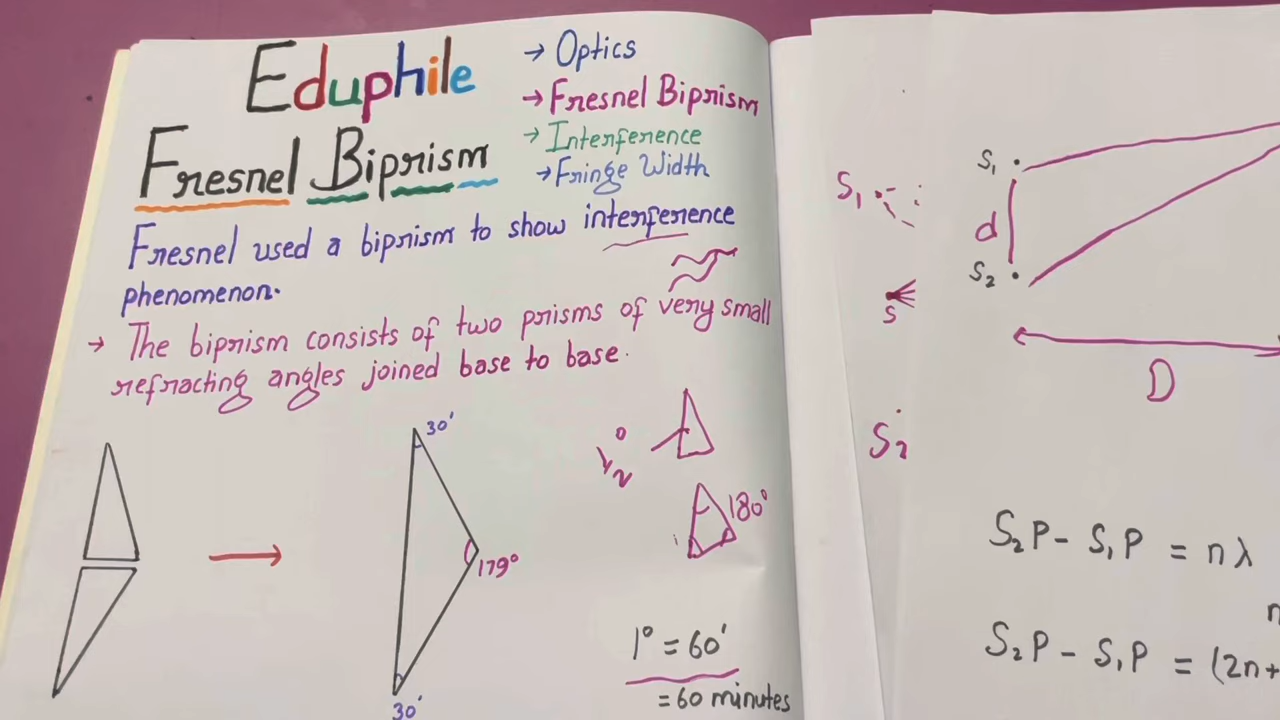 Eduphile
Fresnel Biprism
→ Optics
→ Fresnel Biprism
→ Interference
→ Fringe Width
Fresnel used a biprism to show interference
phenomenon.
→ The biprism consists of two prisms of very small
refracting angles joined base to base.
30'
179°
30'
180°
1° = 60'
= 60 minutes
S₁
S
S₂
S₁
d
S₂
D
S₂P - S₁P = nλ
S₂P - S₁P = (2n+